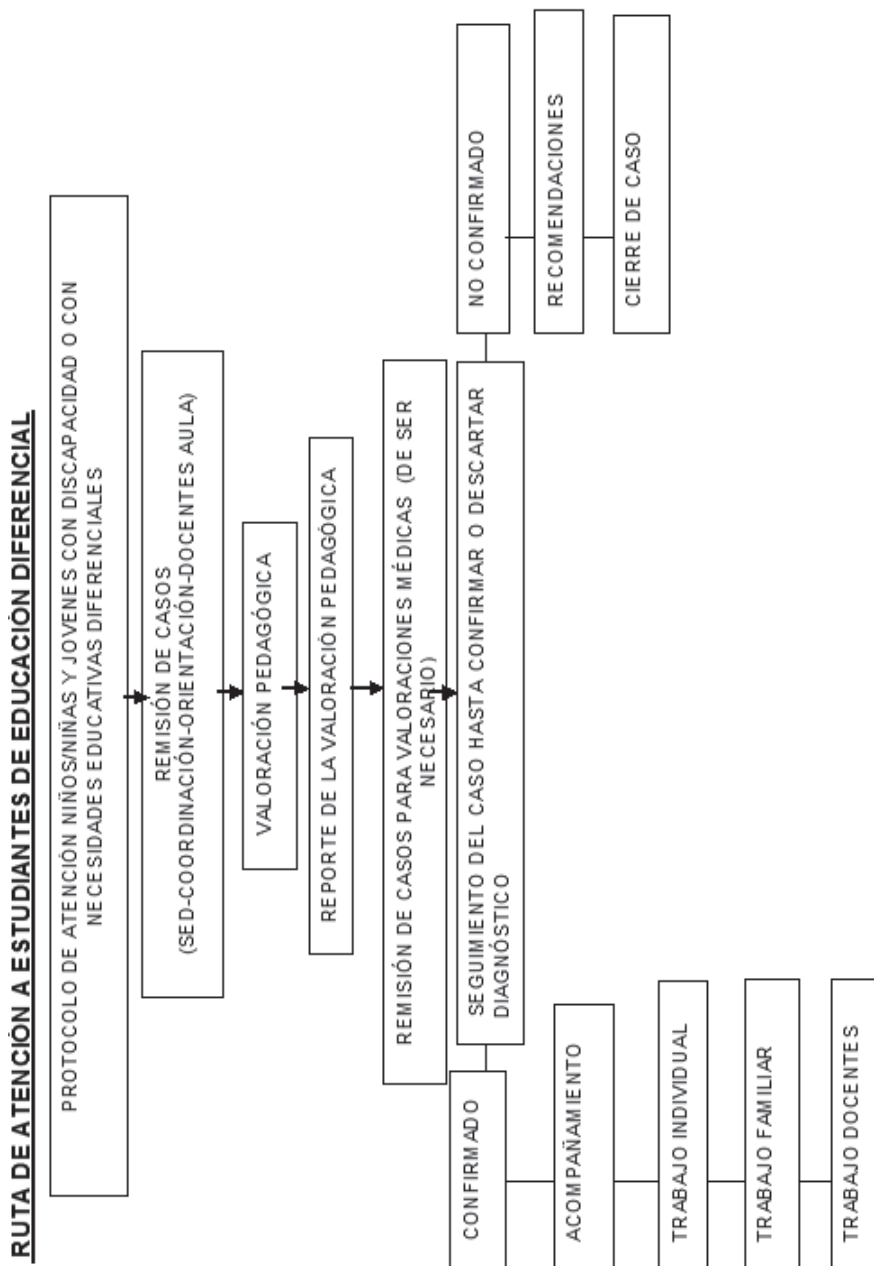 RUTA DE ATENCIÓN A ESTUDIANTES DE EDUCACIÓN DIFERENCIAL
PROTOCOLO DE ATENCIÓN NIÑOS/NIÑAS Y JOVENES CON DISCAPACIDAD O CON
NECESIDADES EDUCATIVAS DIFERENCIALES
REMISIÓN DE CASOS
(SED-COORDINACIÓN-ORIENTACIÓN-DOCENTES AULA)
VALORACIÓN PEDAGÓGICA
REPORTE DE LA VALORACIÓN PEDAGÓGICA
REMISIÓN DE CASOS PARA VALORACIONES MÉDICAS (DE SER
NECESARIO)
SEGUIMIENTO DEL CASO HASTA CONFIRMAR O DESCARTAR
DIAGNÓSTICO
CONFIRMADO
ACOMPAÑAMIENTO
TRABAJO INDIVIDUAL
TRABAJO FAMILIAR
TRABAJO DOCENTES
NO CONFIRMADO
RECOMENDACIONES
CIERRE DE CASO